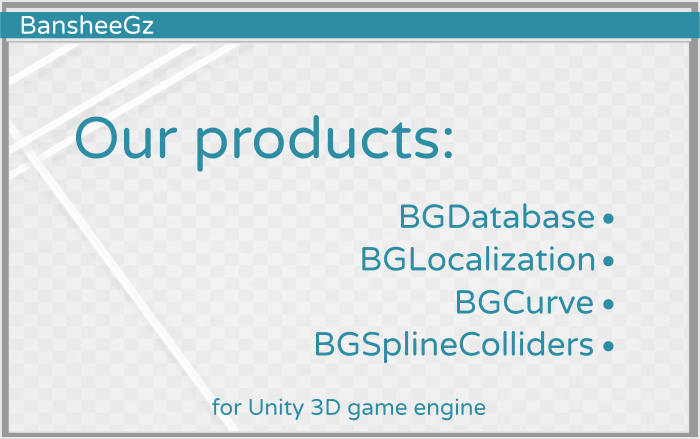 BansheeGz
Our products:
BGDatabase •
BGLocalization •
BGCurve •
BGSplineColliders •
for Unity 3D game engine